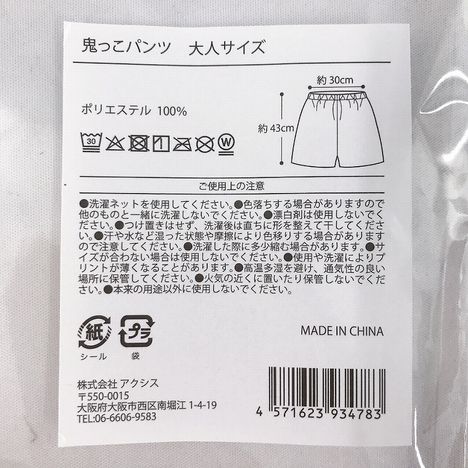 鬼っこパンツ 大人サイズ
約 30cm
約 43cm
ポリエステル 100%
30
W
ご使用上の注意
●洗濯ネットを使用してください。●色落ちする場合がありますので
他のものと一緒に洗濯しないでください。●漂白剤は使用しないでく
ださい。●つけ置きはせず、洗濯後は直ちに形を整えて干してください。
●汗や水など湿った状態や摩擦により色移りする場合があります
ので注意してください。●洗濯した際に多少縮む場合があります。●サ
イズが合わない場合は使用しないでください。●使用や洗濯によりプ
リントが薄くなることがあります。●高温多湿を避け、通気性の良い
場所に保管してください。●火気の近くに置いたり保管しないでくだ
さい。●本来の用途以外に使用しないでください。
紙
シール
プラ
袋
MADE IN CHINA
株式会社 アクシス
〒550-0015
大阪府大阪市西区南堀江 1-4-19
TEL:06-6606-9583
4 571623 934783